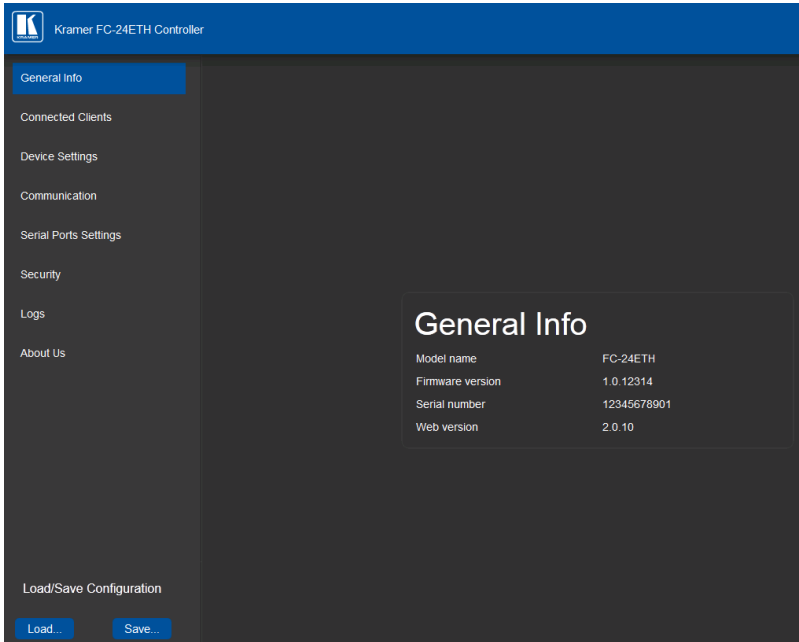 KRAMER
Kramer FC-24ETH Controller
General Info
Connected Clients
Device Settings
Communication
Serial Ports Settings
Security
Logs
About Us
General Info
Model name FC-24ETH
Firmware version 1.0.12314
Serial number 12345678901
Web version 2.0.10
Load/Save Configuration
Load... Save...